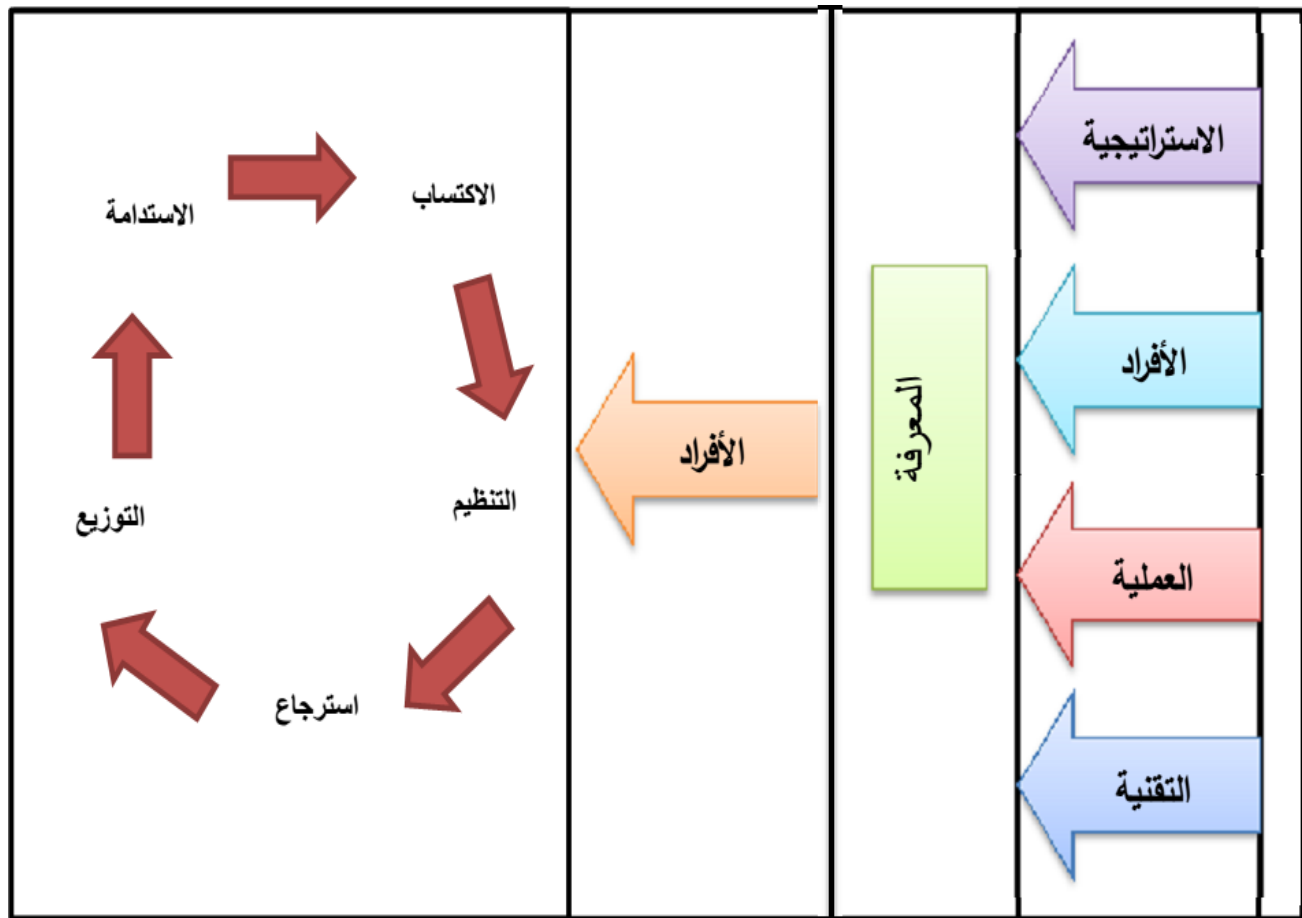 الاستراتيجية
الأفراد
العملية
التقنية
المعرفة
الأفراد
الاكتساب
التنظيم
استرجاع
التوزيع
الاستدامة